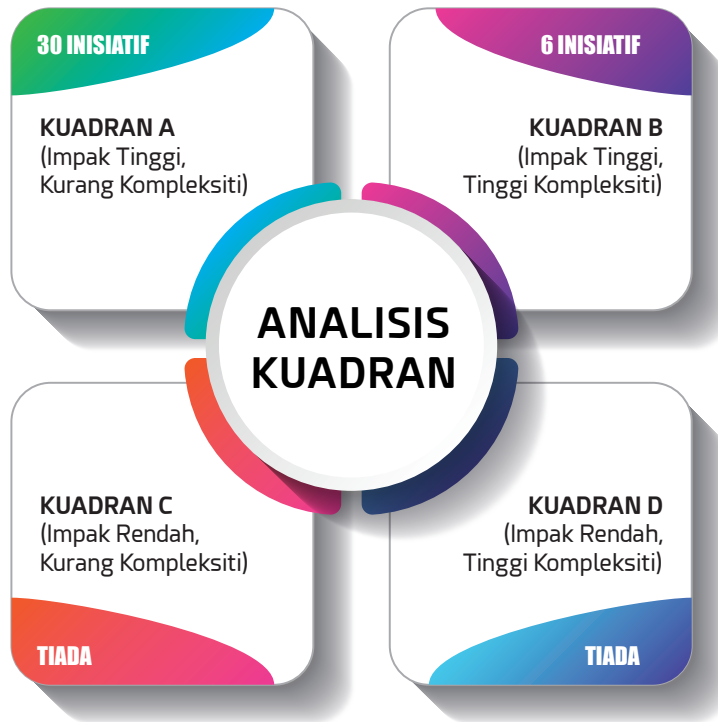 30 INISIATIF
KUADRAN A
(Impak Tinggi,
Kurang Kompleksiti)
6 INISIATIF
KUADRAN B
(Impak Tinggi,
Tinggi Kompleksiti)
ANALISIS
KUADRAN
KUADRAN C
(Impak Rendah,
Kurang Kompleksiti)
TIADA
KUADRAN D
(Impak Rendah,
Tinggi Kompleksiti)
TIADA